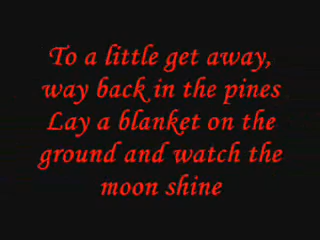 To a little get away,
way back in the pines
Lay a blanket on the
ground and watch the
moon shine